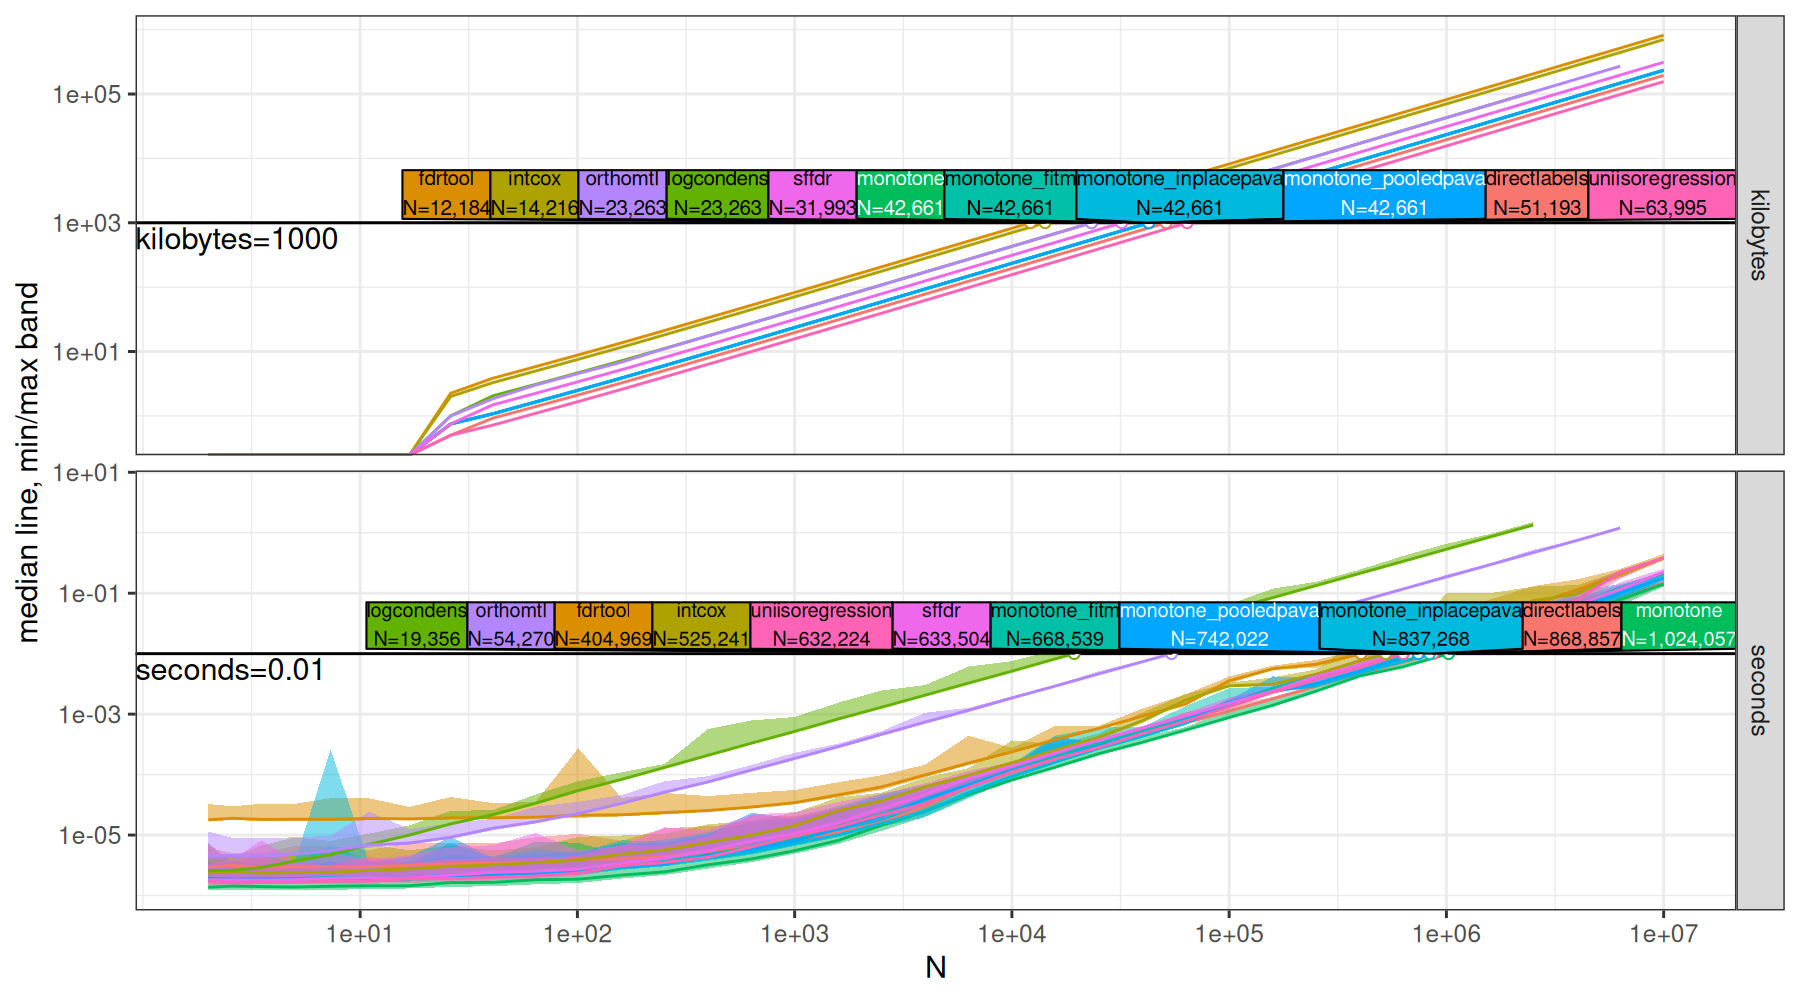 1e+05
fdrtool intcox orthomtl logcondens sffdr monotone monotone_fitm monotone_inplacepava monotone_pooledpava directlabels uniisoregression
N=12,184 N=14,216 N=23,263 N=23,263 N=31,993 N=42,661 N=42,661 N=42,661 N=42,661 N=51,193 N=63,995
1e+03
kilobytes=1000
1e+01
kilobytes
median line, min/max band
1e+01
1e-01
logcondens orthomtl fdrtool intcox uniisoregression sffdr monotone_fitm monotone_pooledpava monotone_inplacepava directlabels monotone
N=19,356 N=54,270 N=404,969 N=525,241 N=632,224 N=633,504 N=668,539 N=742,022 N=837,268 N=868,857 N=1,024,057
seconds=0.01
1e-03
1e-05
seconds
1e+01 1e+02 1e+03 1e+04 1e+05 1e+06 1e+07
N